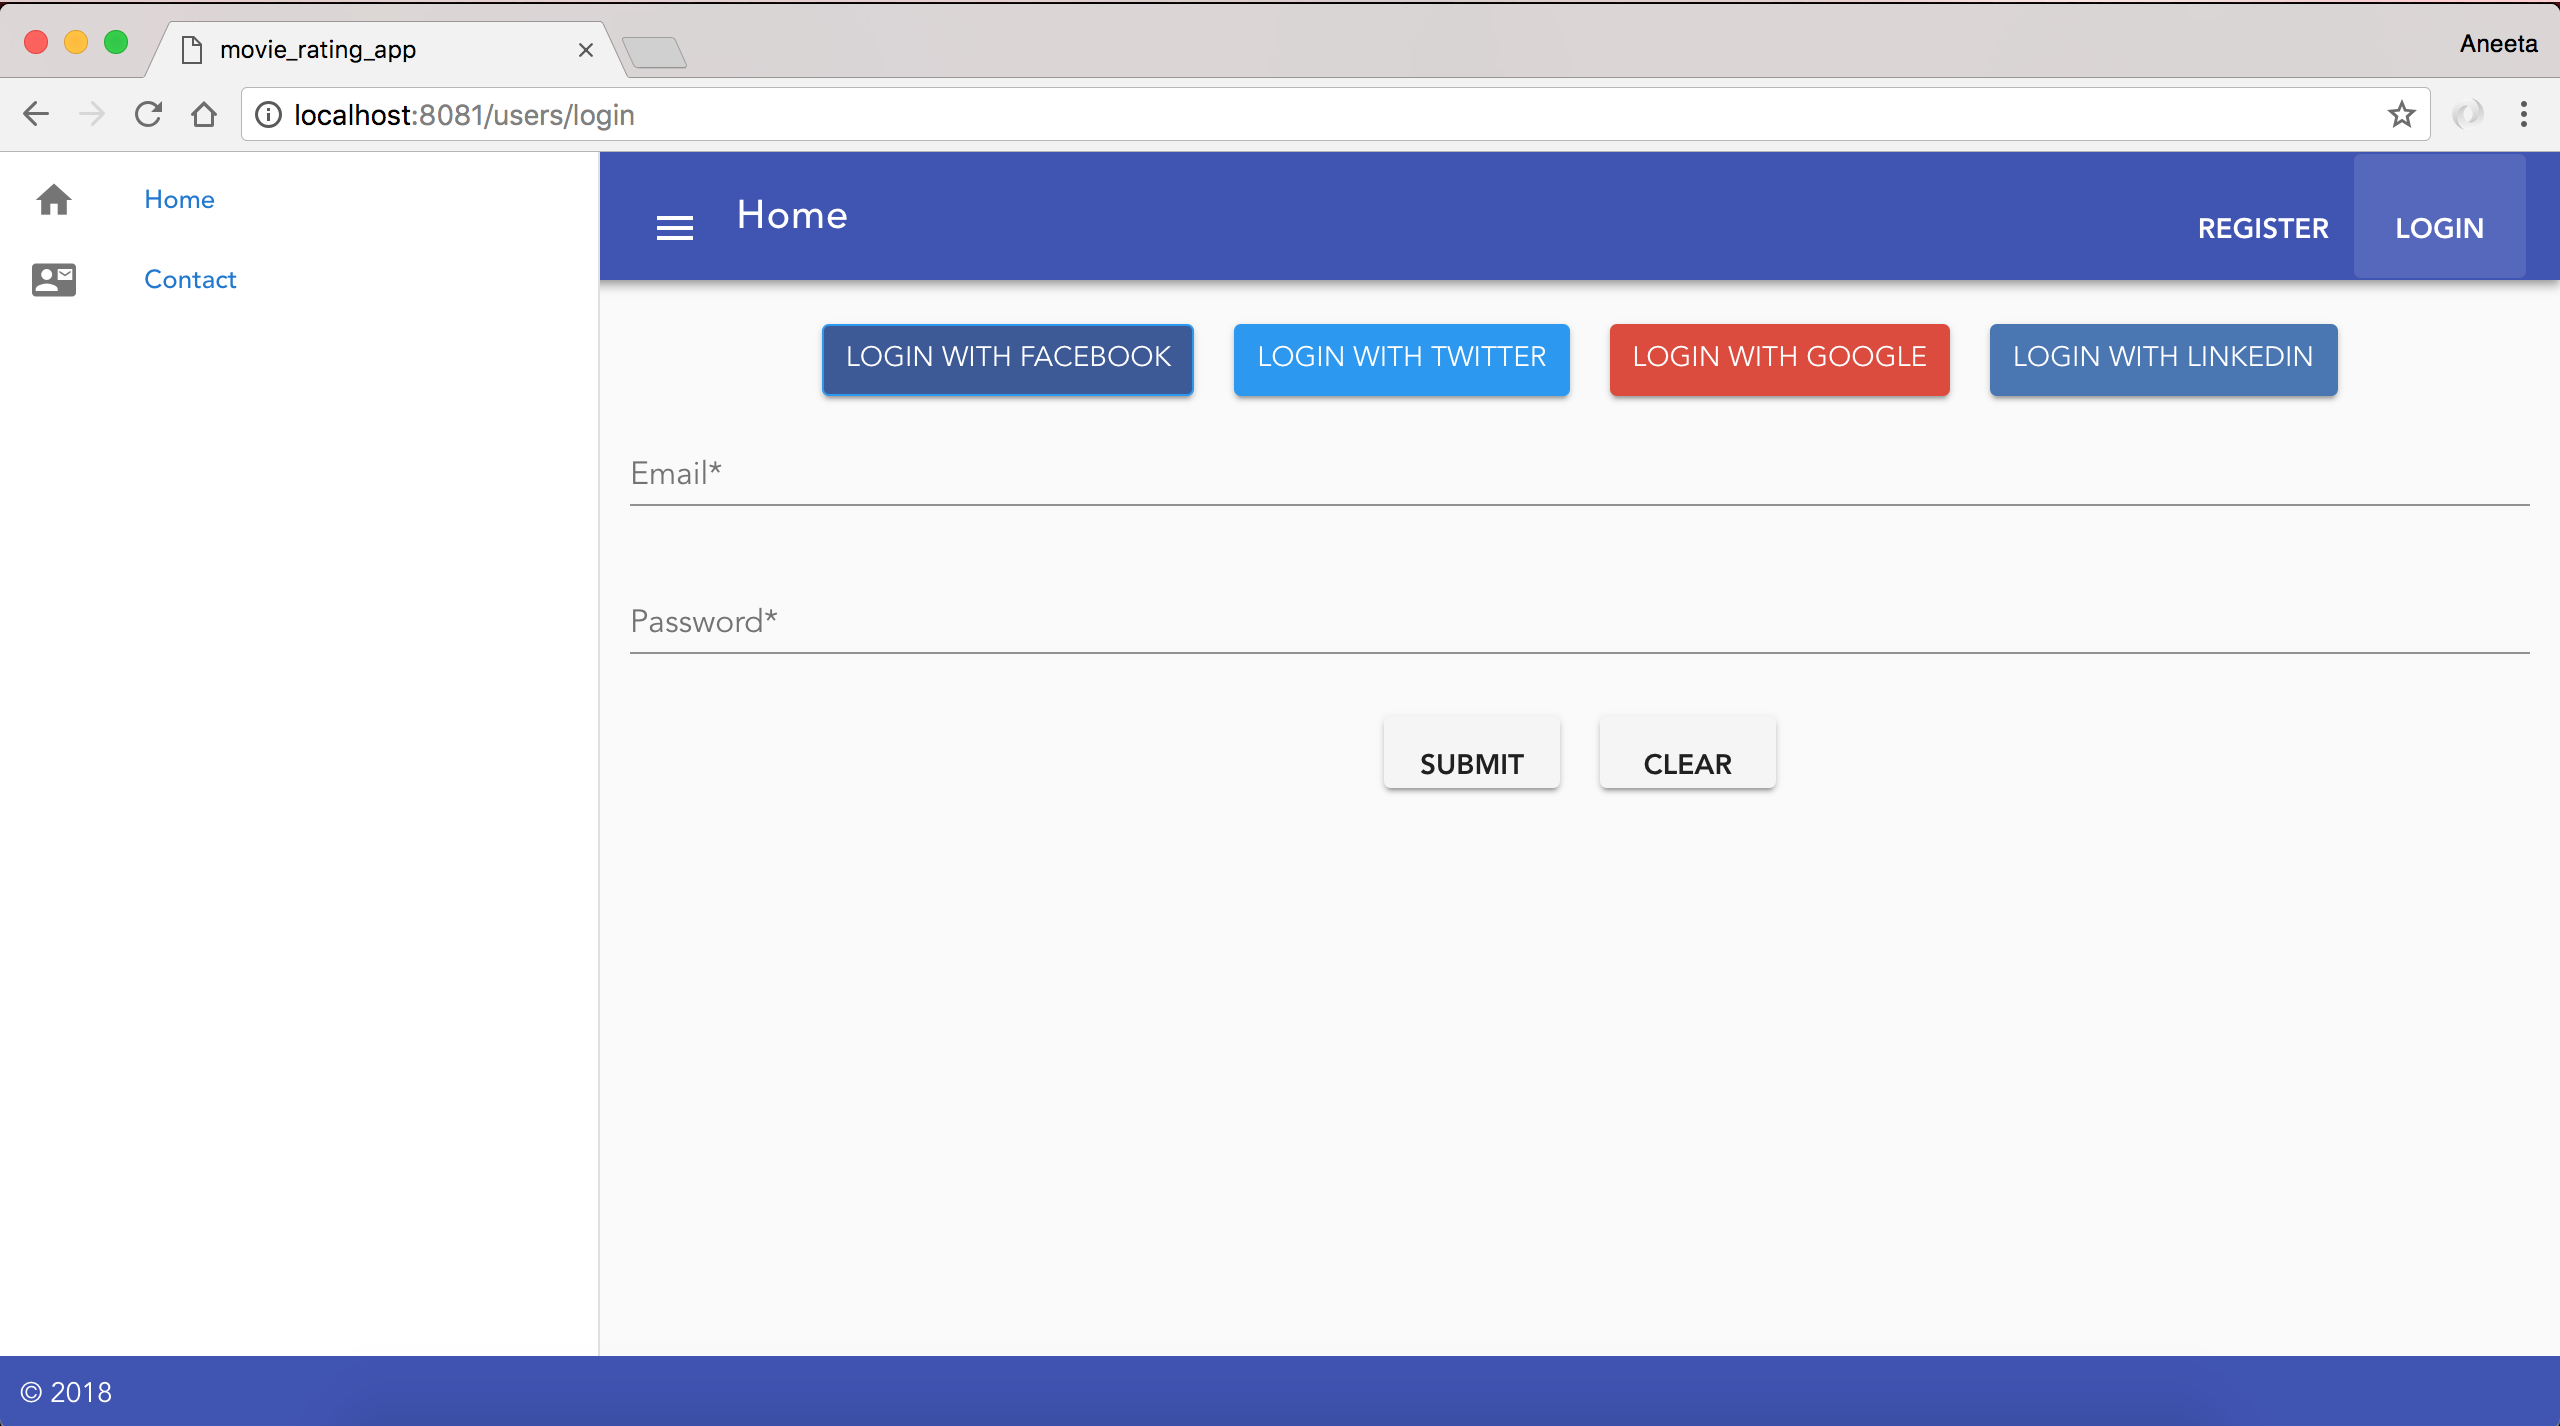 movie_rating_app
Aneeta
localhost:8081/users/login
Home
Contact
Home
REGISTER
LOGIN
LOGIN WITH FACEBOOK
LOGIN WITH TWITTER
LOGIN WITH GOOGLE
LOGIN WITH LINKEDIN
Email*
Password*
SUBMIT
CLEAR
© 2018